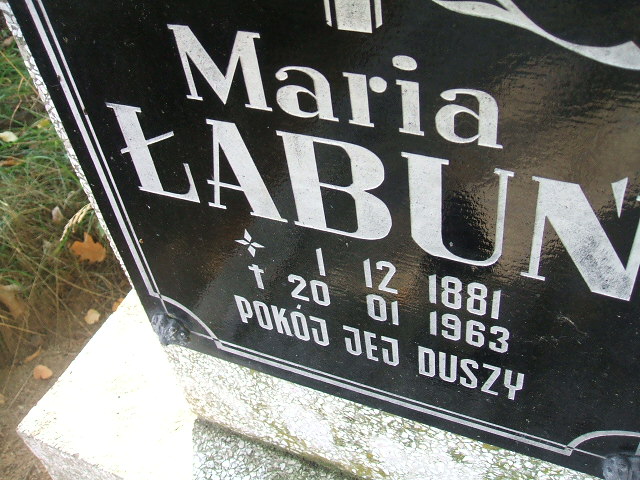 Maria
ŁABUN
1 12 1881
† 20 01 1963
POKÓJ JEJ DUSZY